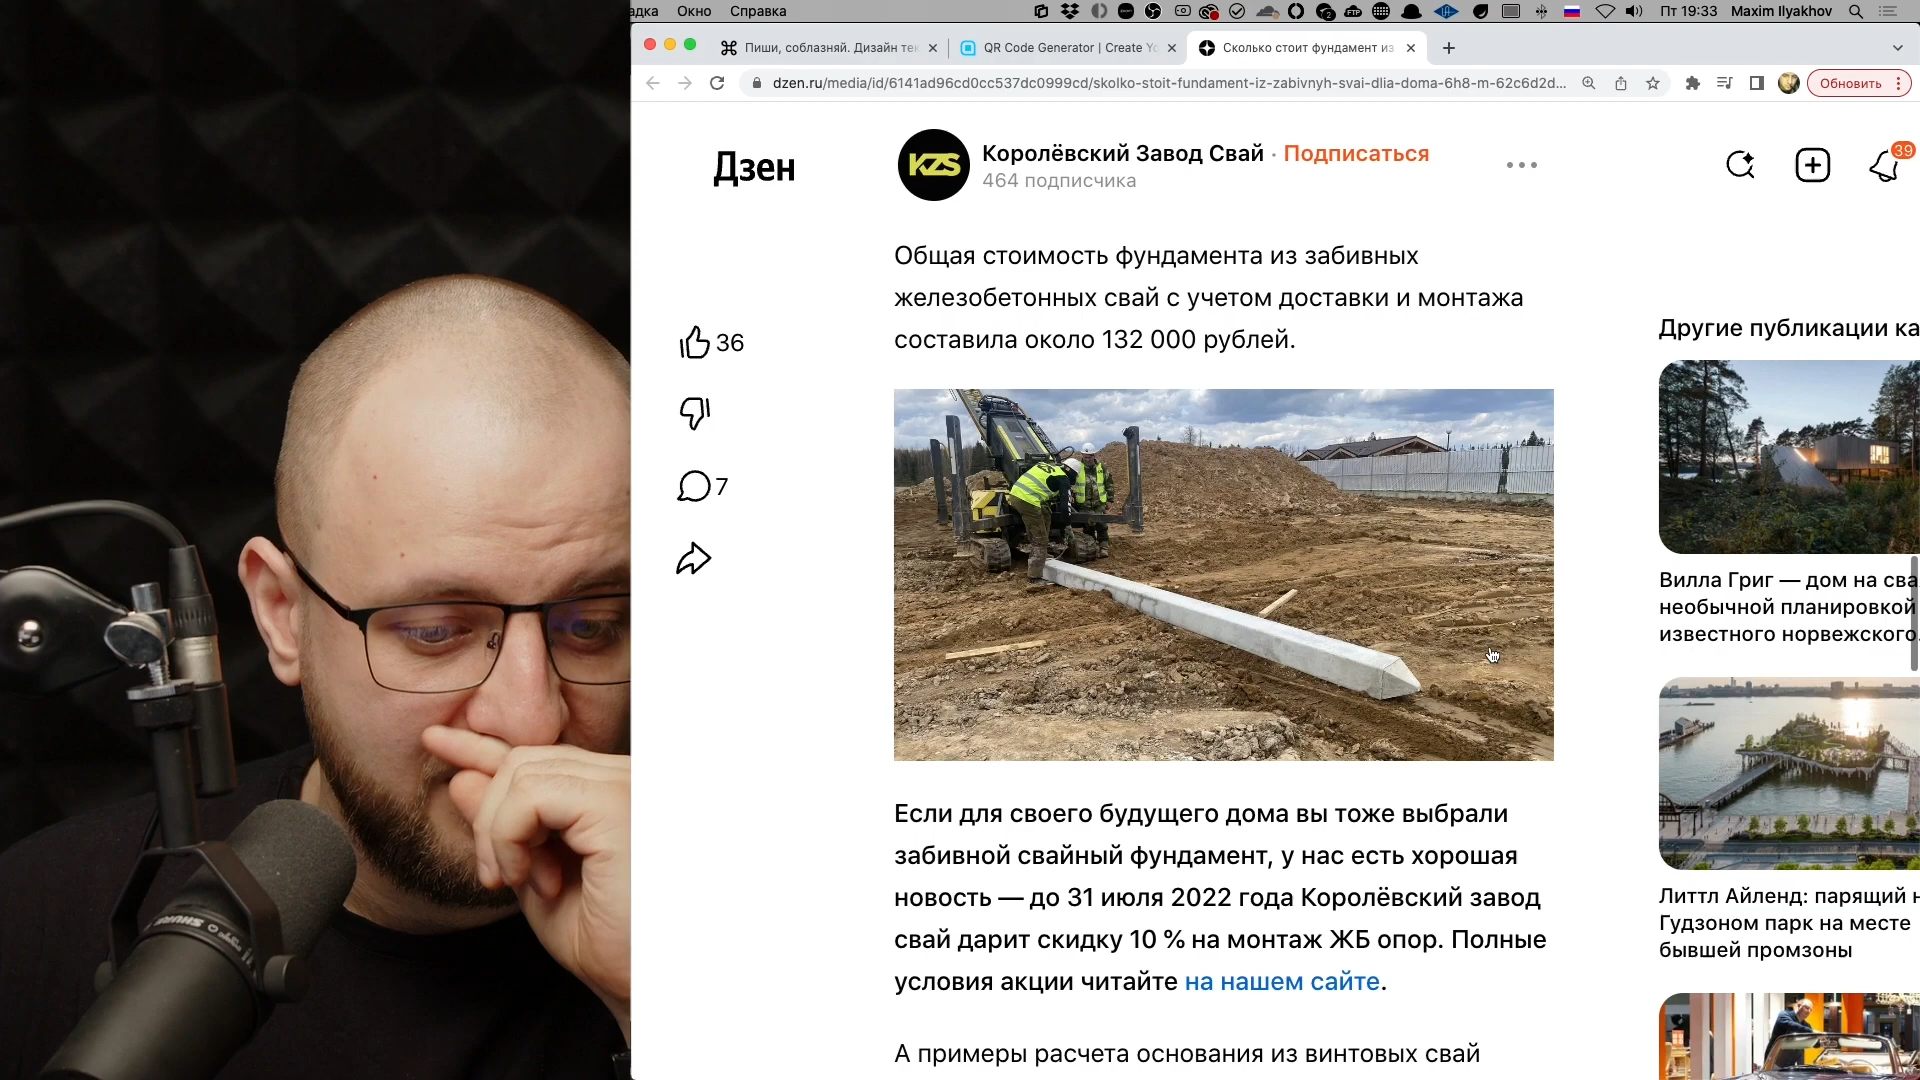 адка Окно Справка
Пт 19:33 Maxim Ilyakhov
Пиши, соблазняй. Дизайн тек
QR Code Generator | Create Yo
Сколько стоит фундамент из
dzen.ru/media/id/6141ad96cd0cc537dc0999cd/skolko-stoit-fundament-iz-zabivnyh-svai-dlia-doma-6h8-m-62c6d2d...
Обновить
Дзен
KZS
Королёвский Завод Свай · Подписаться
464 подписчика
39
Общая стоимость фундамента из забивных
железобетонных свай с учетом доставки и монтажа
составила около 132 000 рублей.
36
7
Если для своего будущего дома вы тоже выбрали
забивной свайный фундамент, у нас есть хорошая
новость — до 31 июля 2022 года Королёвский завод
свай дарит скидку 10 % на монтаж ЖБ опор. Полные
условия акции читайте на нашем сайте.
А примеры расчета основания из винтовых свай
Другие публикации ка
Вилла Григ — дом на сва
необычной планировкой
известного норвежского...
Литтл Айленд: парящий н
Гудзоном парк на месте
бывшей промзоны
SHURE